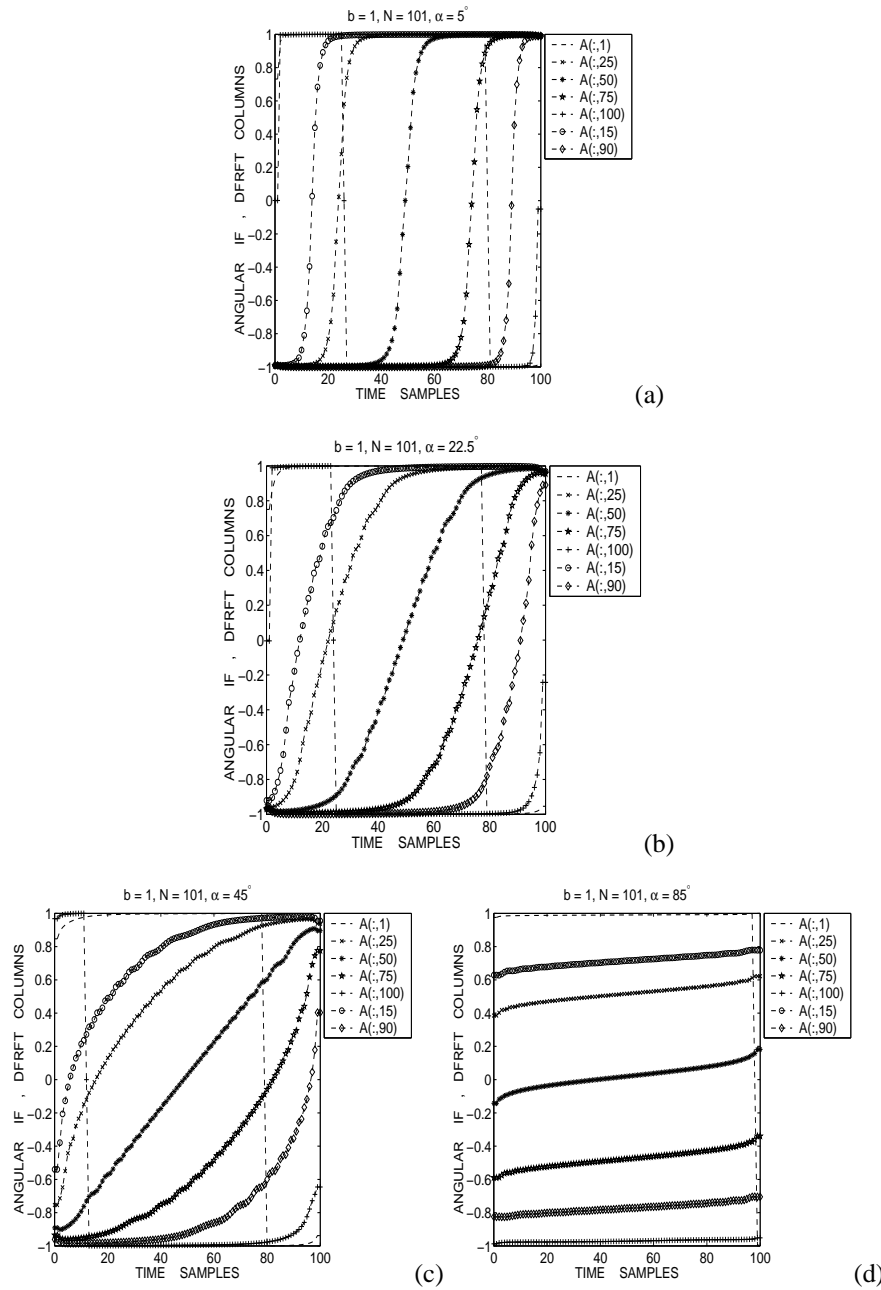 b = 1, N = 101, α = 5°
1
0.8
0.6
0.4
0.2
0
−0.2
−0.4
−0.6
−0.8
−1
ANGULAR IF , DFRFT COLUMNS
0 20 40 60 80 100
TIME SAMPLES
A(:,1)
A(:,25)
A(:,50)
A(:,75)
A(:,100)
A(:,15)
A(:,90)
(a)
b = 1, N = 101, α = 22.5°
1
0.8
0.6
0.4
0.2
0
−0.2
−0.4
−0.6
−0.8
−1
ANGULAR IF , DFRFT COLUMNS
0 20 40 60 80 100
TIME SAMPLES
A(:,1)
A(:,25)
A(:,50)
A(:,75)
A(:,100)
A(:,15)
A(:,90)
(b)
b = 1, N = 101, α = 45°
1
0.8
0.6
0.4
0.2
0
−0.2
−0.4
−0.6
−0.8
−1
ANGULAR IF , DFRFT COLUMNS
0 20 40 60 80 100
TIME SAMPLES
A(:,1)
A(:,25)
A(:,50)
A(:,75)
A(:,100)
A(:,15)
A(:,90)
(c)
b = 1, N = 101, α = 85°
1
0.8
0.6
0.4
0.2
0
−0.2
−0.4
−0.6
−0.8
−1
ANGULAR IF , DFRFT COLUMNS
0 20 40 60 80 100
TIME SAMPLES
A(:,1)
A(:,25)
A(:,50)
A(:,75)
A(:,100)
A(:,15)
A(:,90)
(d)